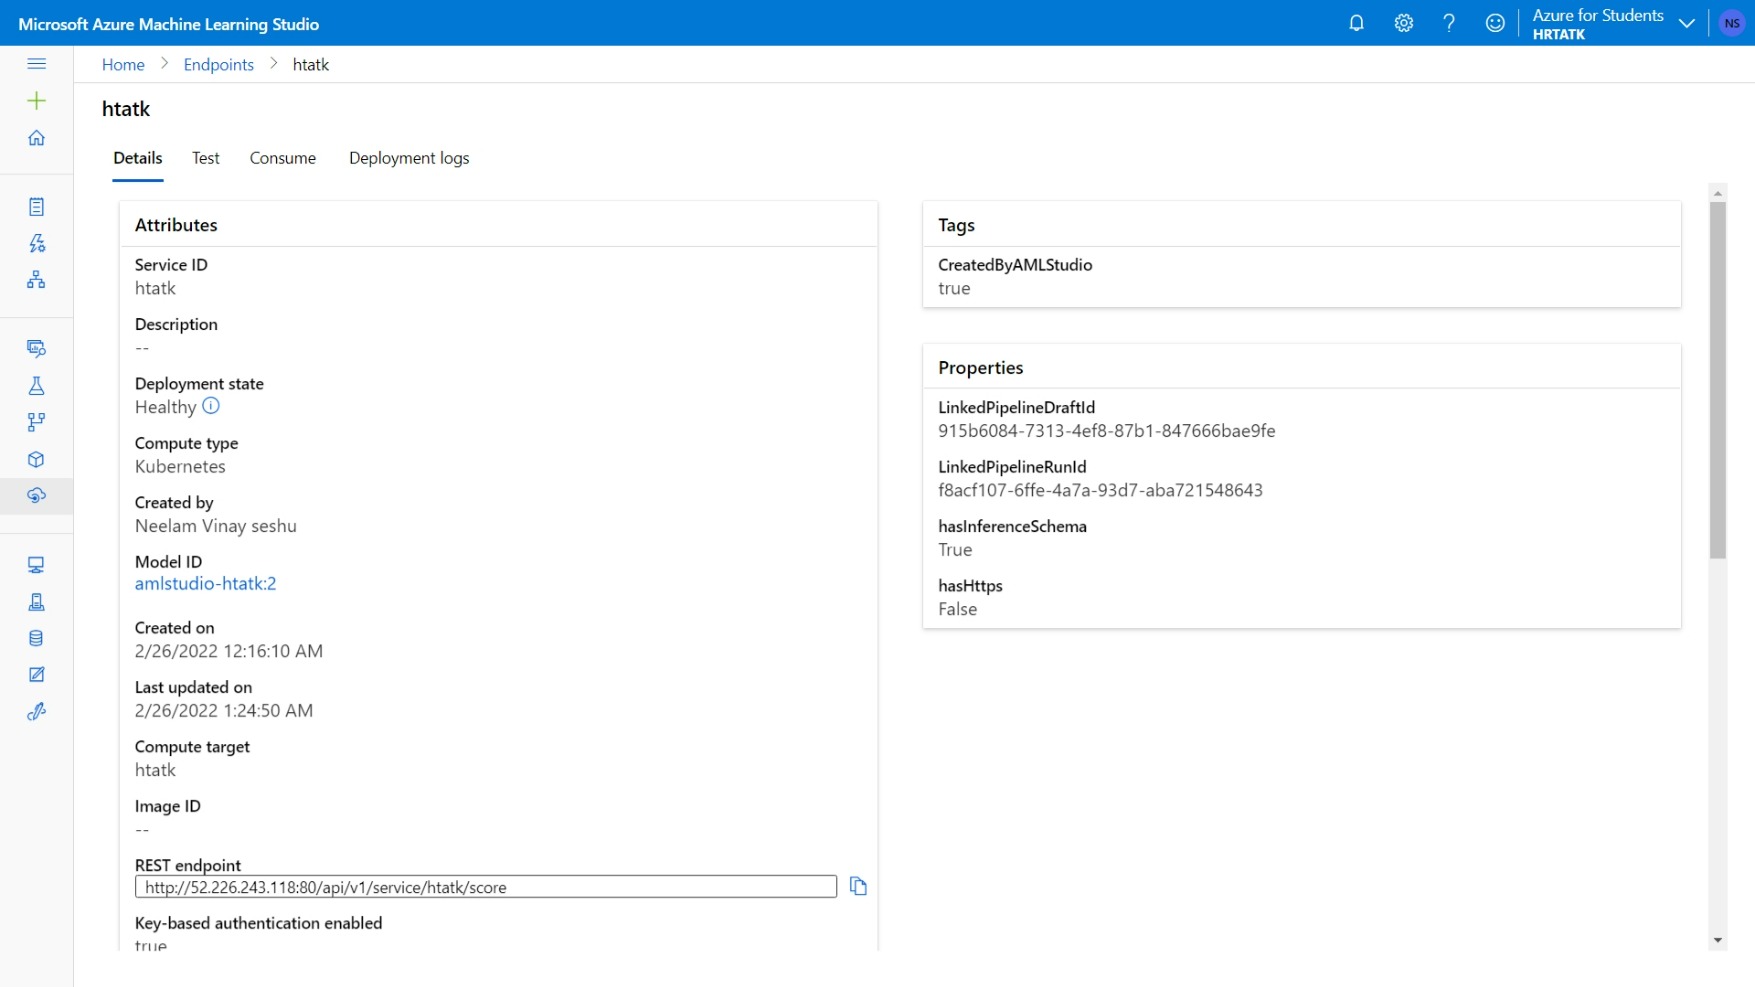 Microsoft Azure Machine Learning Studio
Azure for Students
HRTATK
NS
Home > Endpoints > htatk
htatk
Details Test Consume Deployment logs
Attributes
Service ID
htatk
Description
--
Deployment state
Healthy
Compute type
Kubernetes
Created by
Neelam Vinay seshu
Model ID
amlstudio-htatk:2
Created on
2/26/2022 12:16:10 AM
Last updated on
2/26/2022 1:24:50 AM
Compute target
htatk
Image ID
--
REST endpoint
http://52.226.243.118:80/api/v1/service/htatk/score
Key-based authentication enabled
true
Tags
CreatedByAMLStudio
true
Properties
LinkedPipelineDraftId
915b6084-7313-4ef8-87b1-847666bae9fe
LinkedPipelineRunId
f8acf107-6ffe-4a7a-93d7-aba721548643
hasInferenceSchema
True
hasHttps
False